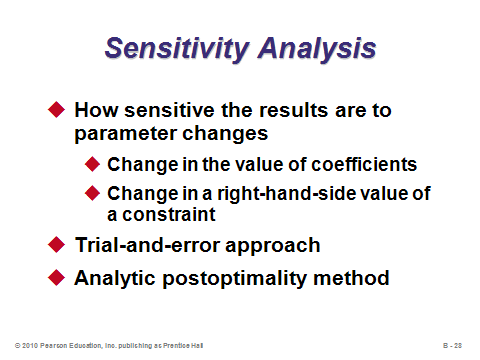 Sensitivity Analysis
How sensitive the results are to
parameter changes
Change in the value of coefficients
Change in a right-hand-side value of
a constraint
Trial-and-error approach
Analytic postoptimality method
© 2010 Pearson Education, Inc. publishing as Prentice Hall
B - 28